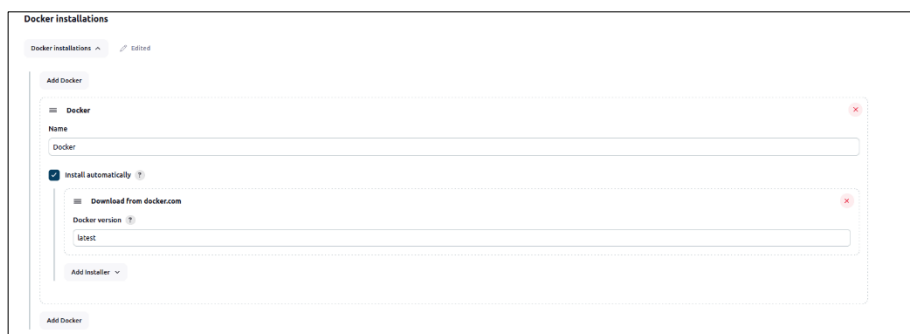 Docker installations
Docker installations Edited
Add Docker
Docker
Name
Docker
Install automatically ?
Download from docker.com
Docker version ?
latest
Add Installer
Add Docker